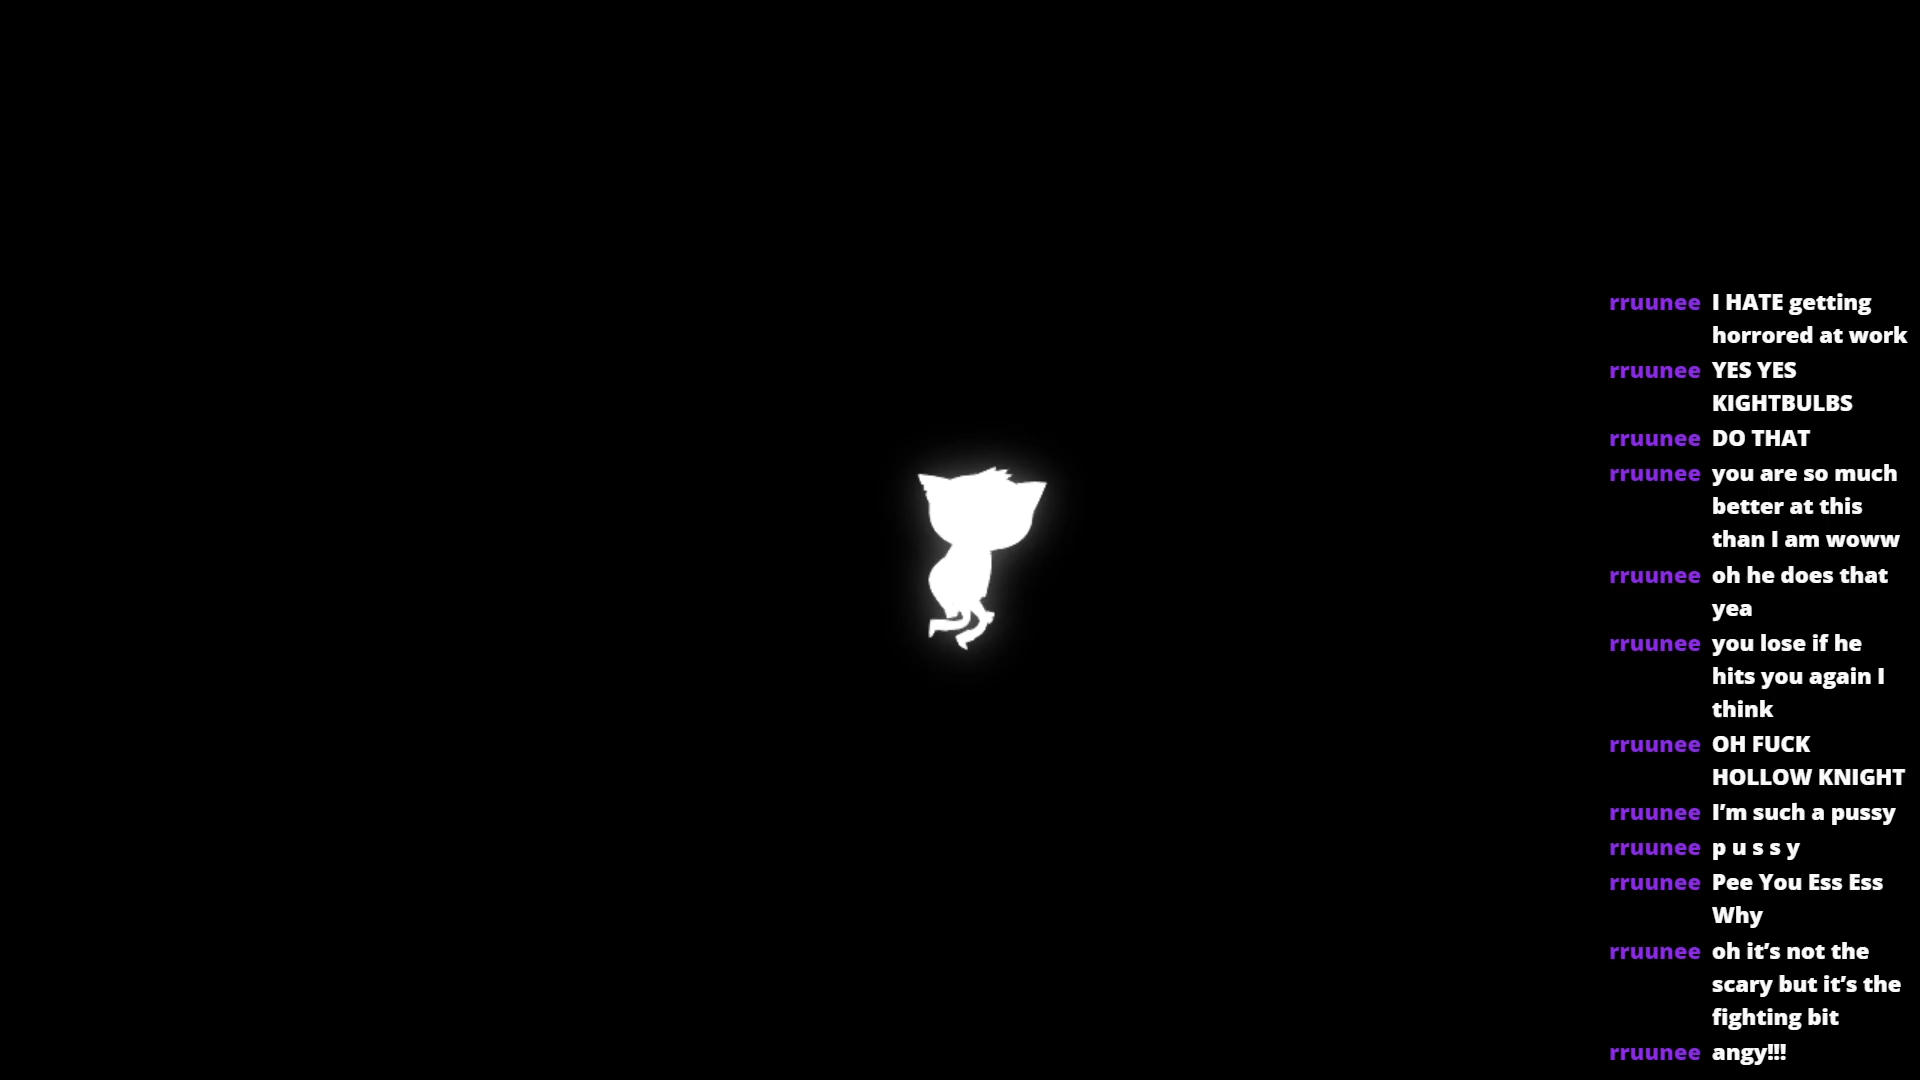 rruunee I HATE getting
horrored at work
rruunee YES YES
KIGHTBULBS
rruunee DO THAT
rruunee you are so much
better at this
than I am woww
rruunee oh he does that
yea
rruunee you lose if he
hits you again I
think
rruunee OH FUCK
HOLLOW KNIGHT
rruunee I’m such a pussy
rruunee p u s s y
rruunee Pee You Ess Ess
Why
rruunee oh it’s not the
scary but it’s the
fighting bit
rruunee angy!!!